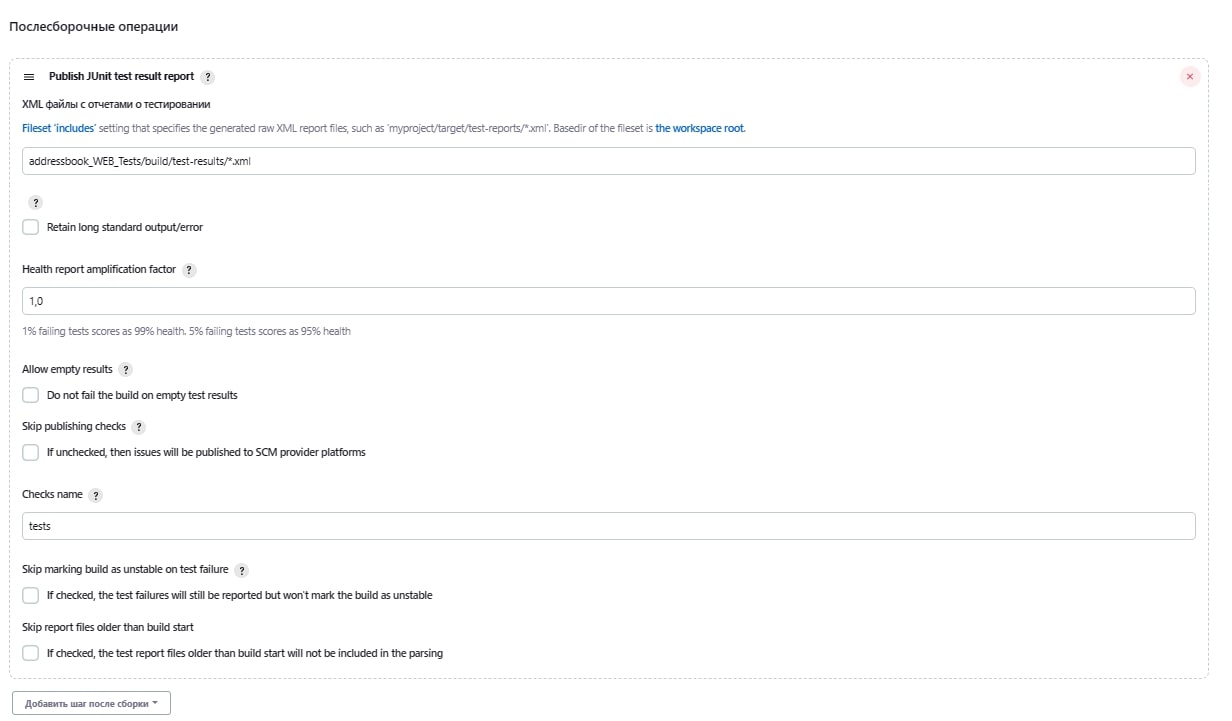 Послесборочные операции
Publish JUnit test result report ?
XML файлы с отчетами о тестировании
Fileset 'includes' setting that specifies the generated raw XML report files, such as 'myproject/target/test-reports/*.xml'. Basedir of the fileset is the workspace root.
addressbook_WEB_Tests/build/test-results/*.xml
?
Retain long standard output/error
Health report amplification factor ?
1,0
1% failing tests scores as 99% health. 5% failing tests scores as 95% health
Allow empty results ?
Do not fail the build on empty test results
Skip publishing checks ?
If unchecked, then issues will be published to SCM provider platforms
Checks name ?
tests
Skip marking build as unstable on test failure ?
If checked, the test failures will still be reported but won't mark the build as unstable
Skip report files older than build start
If checked, the test report files older than build start will not be included in the parsing
Добавить шаг после сборки